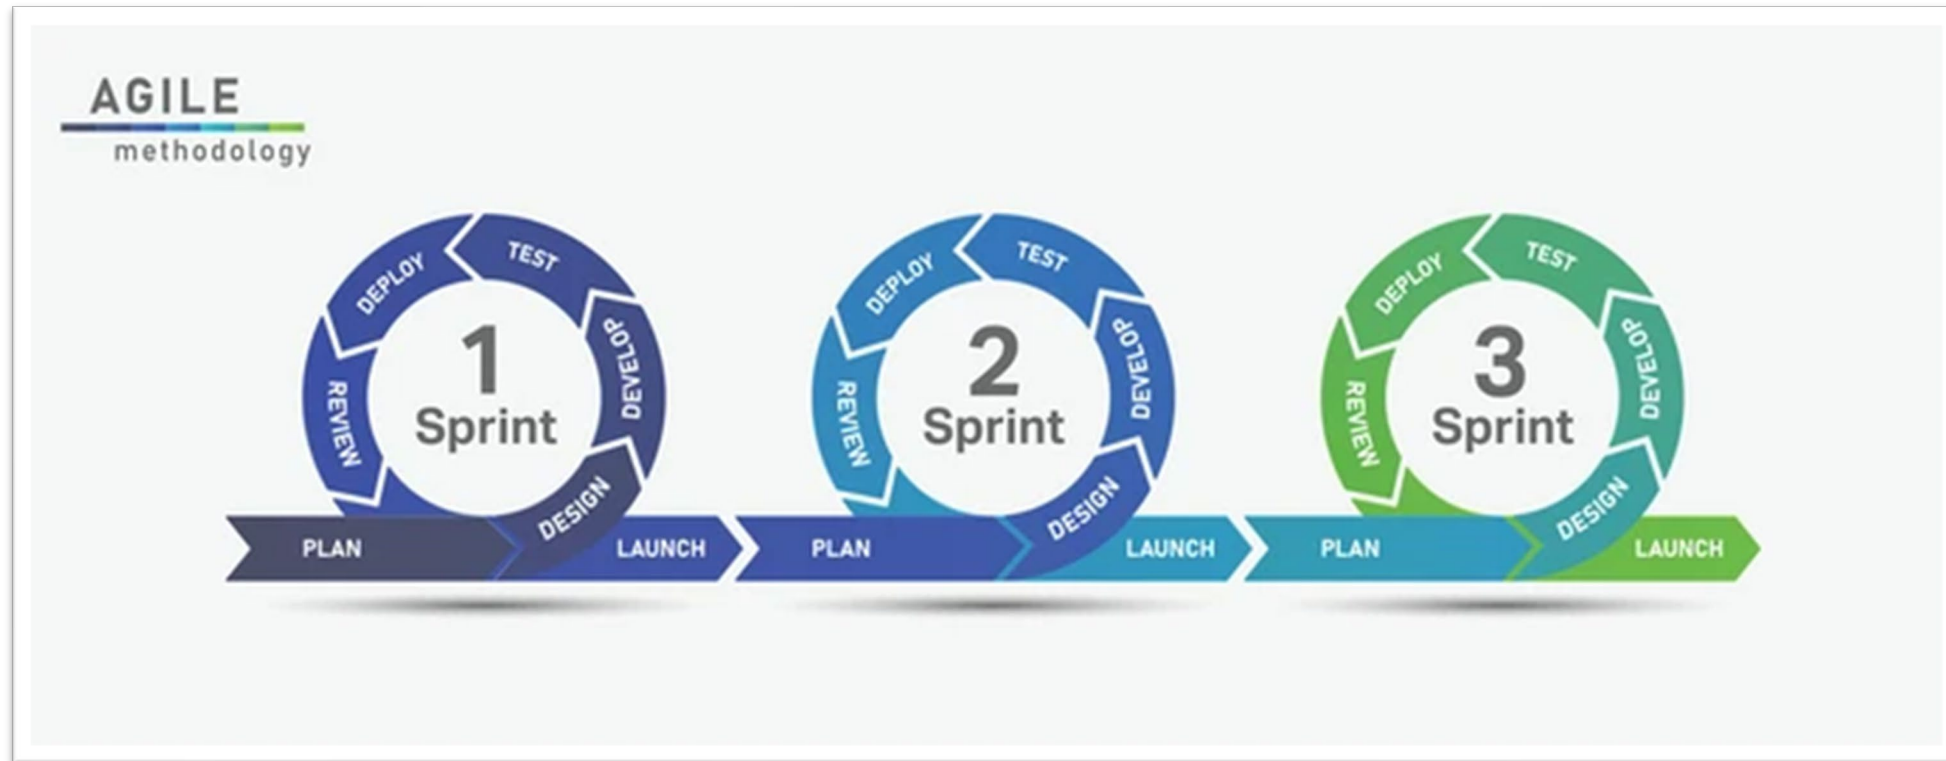 AGILE
methodology
1
Sprint
PLAN
DESIGN
DEVELOP
TEST
DEPLOY
REVIEW
LAUNCH
2
Sprint
PLAN
DESIGN
DEVELOP
TEST
DEPLOY
REVIEW
LAUNCH
3
Sprint
PLAN
DESIGN
DEVELOP
TEST
DEPLOY
REVIEW
LAUNCH